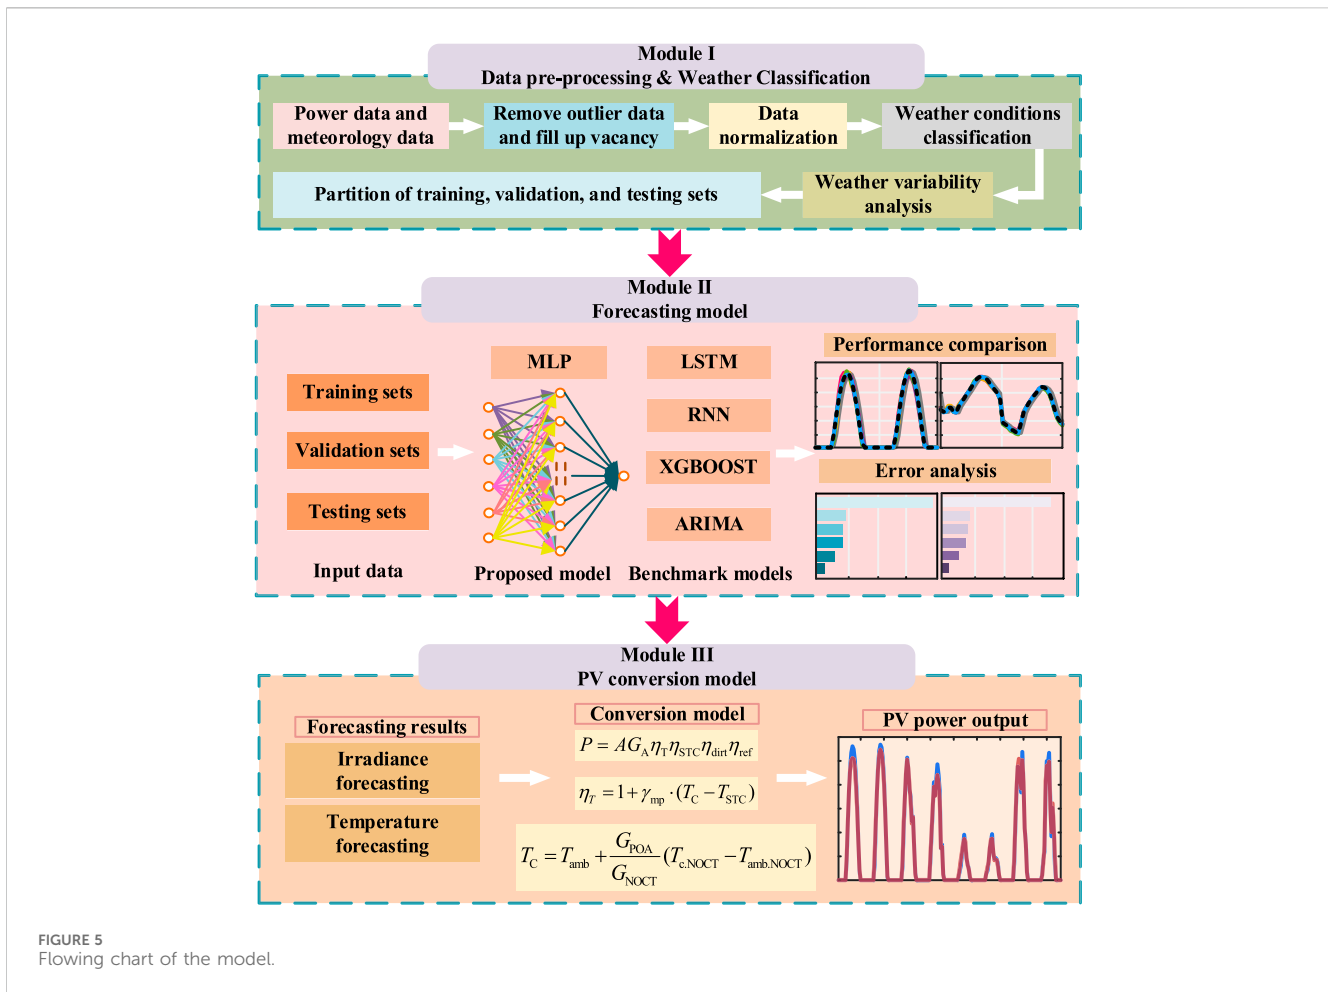 Module I
Data pre-processing & Weather Classification
Power data and
meteorology data
Remove outlier data
and fill up vacancy
Data
normalization
Weather conditions
classification
Weather variability
analysis
Partition of training, validation, and testing sets
Module II
Forecasting model
Training sets
Validation sets
Testing sets
Input data
MLP
Proposed model
LSTM
RNN
XGBOOST
ARIMA
Benchmark models
Performance comparison
Error analysis
Module III
PV conversion model
Forecasting results
Irradiance
forecasting
Temperature
forecasting
Conversion model
P = AG_A η_T η_STC η_dirt η_ref
η_T = 1 + γ_mp · (T_C − T_STC)
T_C = T_amb + G_POA / G_NOCT (T_c.NOCT − T_amb.NOCT)
PV power output
FIGURE 5
Flowing chart of the model.